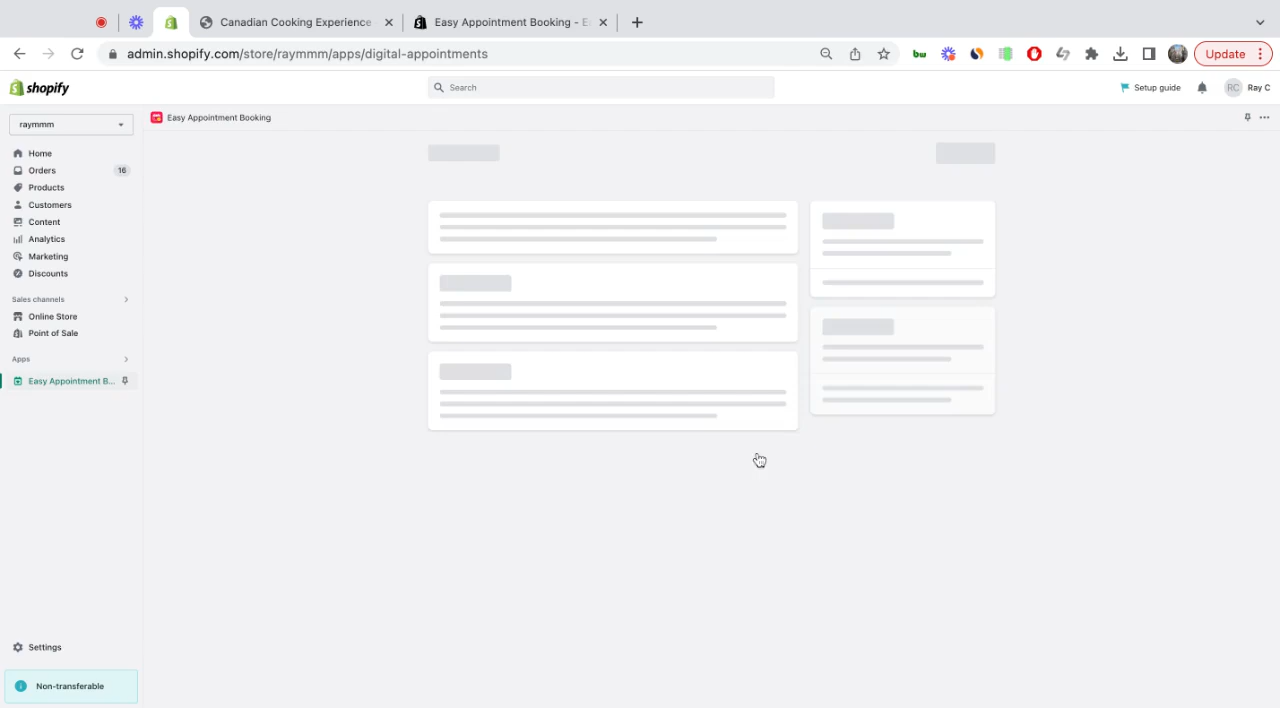 Canadian Cooking Experience
Easy Appointment Booking - E
admin.shopify.com/store/raymmm/apps/digital-appointments
bw
Update
shopify
Search
Setup guide
RC
Ray C
raymmm
Easy Appointment Booking
Home
Orders
16
Products
Customers
Content
Analytics
Marketing
Discounts
Sales channels
Online Store
Point of Sale
Apps
Easy Appointment B...
Settings
Non-transferable